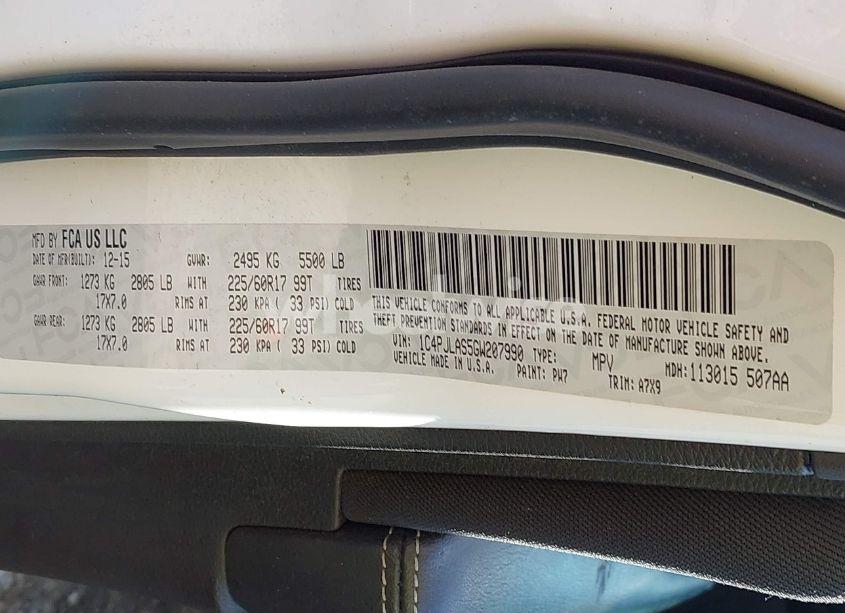 MFD BY FCA US LLC
DATE OF MFR(BUILT): 12-15 GVWR: 2495 KG 5500 LB
GAWR FRONT: 1273 KG 2805 LB WITH 225/60R17 99T TIRES
17X7.0 RIMS AT 230 KPA ( 33 PSI) COLD
GAWR REAR: 1273 KG 2805 LB WITH 225/60R17 99T TIRES
17X7.0 RIMS AT 230 KPA ( 33 PSI) COLD
THIS VEHICLE CONFORMS TO ALL APPLICABLE U.S.A. FEDERAL MOTOR VEHICLE SAFETY AND
THEFT PREVENTION STANDARDS IN EFFECT ON THE DATE OF MANUFACTURE SHOWN ABOVE.
VIN: 1C4PJLAS5GW207990 TYPE: MPV MDH: 113015 507AA
VEHICLE MADE IN U.S.A. PAINT: PW7 TRIM: A7X9